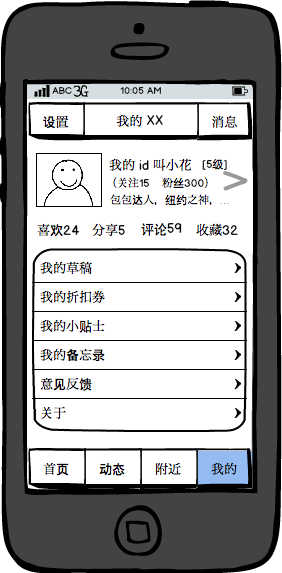 ABC 3G 10:05 AM
设置 我的 XX 消息
我的 id 叫小花 [5级]
(关注15 粉丝300)
包包达人，纽约之神，...
喜欢24 分享5 评论59 收藏32
我的草稿
我的折扣券
我的小贴士
我的备忘录
意见反馈
关于
首页 动态 附近 我的